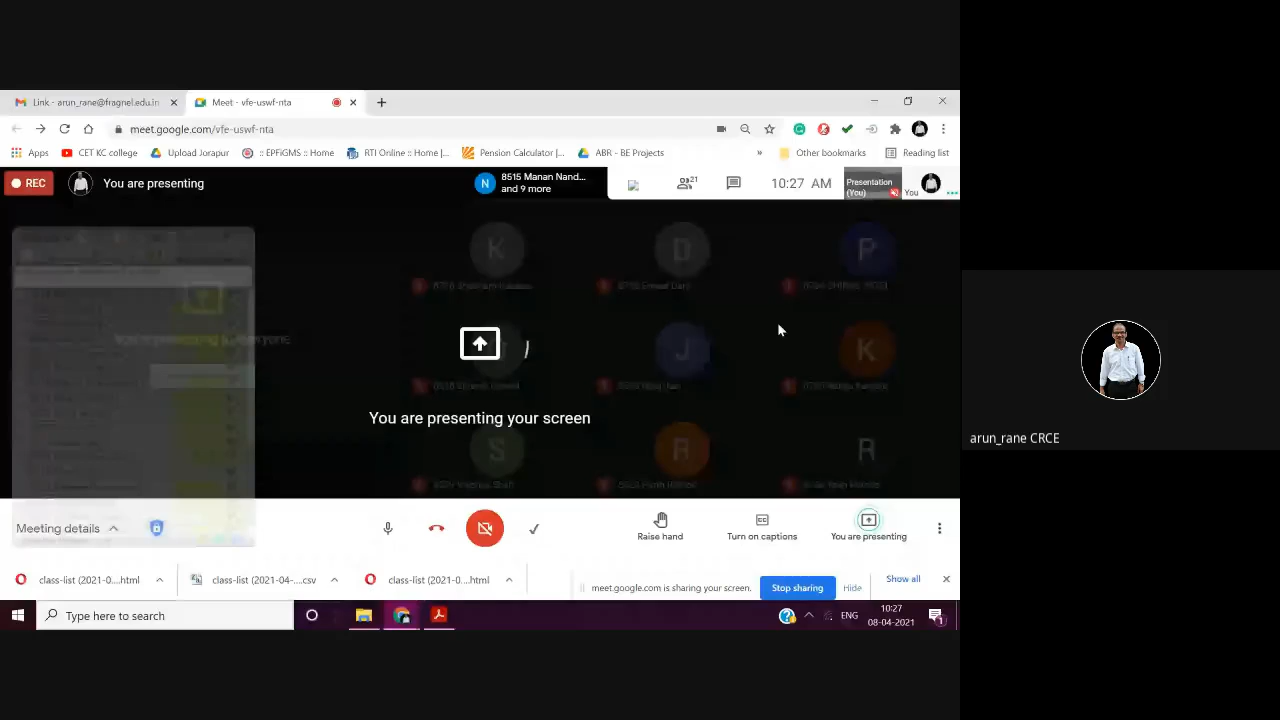 Link - arun_rane@fragnel.edu.in
Meet - vfe-uswf-nta
meet.google.com/vfe-uswf-nta
Apps
CET KC college
Upload Jorapur
:: EPFiGMS :: Home
RTI Online :: Home |...
Pension Calculator |...
ABR - BE Projects
»
Other bookmarks
Reading list
REC
You are presenting
N
8515 Manan Nand...
and 9 more
21
10:27 AM
Presentation
(You)
You
K
D
P
J
K
You are presenting your screen
S
R
R
Meeting details
Raise hand
Turn on captions
You are presenting
class-list (2021-0....html
class-list (2021-04-....csv
class-list (2021-0....html
meet.google.com is sharing your screen.
Stop sharing
Hide
Show all
Type here to search
ENG
10:27
08-04-2021
1
arun_rane CRCE